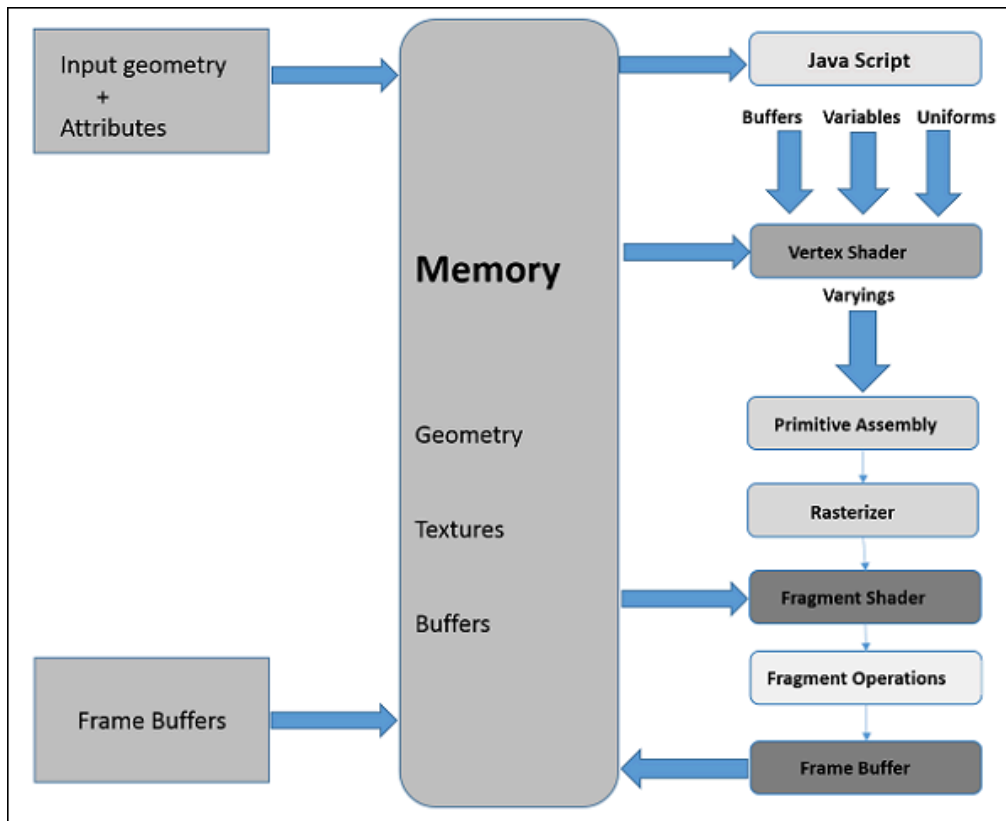 Input geometry
+
Attributes
Memory
Geometry
Textures
Buffers
Frame Buffers
Java Script
Buffers Variables Uniforms
Vertex Shader
Varyings
Primitive Assembly
Rasterizer
Fragment Shader
Fragment Operations
Frame Buffer